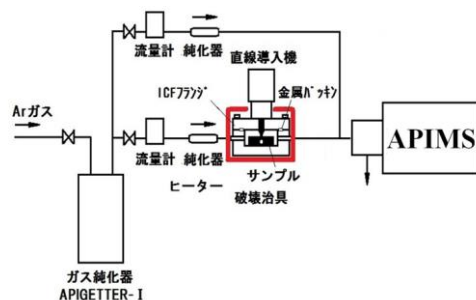 流量計 純化器
直線導入機
ICFフランジ
金属パッキン
Arガス
APIMS
流量計 純化器
ヒーター
サンプル
破壊治具
ガス純化器
APIGETTER-I